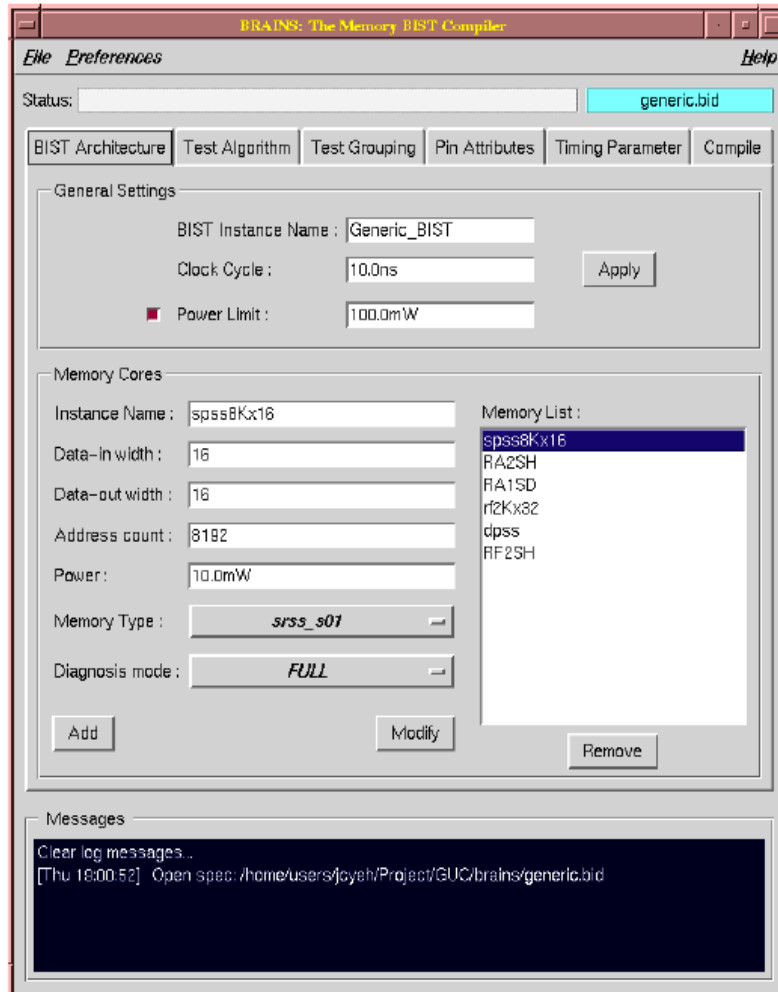 BRAINS: The Memory BIST Compiler
File Preferences Help
Status: generic.bid
BIST Architecture Test Algorithm Test Grouping Pin Attributes Timing Parameter Compile
General Settings
BIST Instance Name : Generic_BIST
Clock Cycle : 10.0ns
Apply
Power Limit : 100.0mW
Memory Cores
Instance Name : spss8Kx16
Data-in width : 16
Data-out width : 16
Address count : 8192
Power : 10.0mW
Memory Type : srss_s01
Diagnosis mode : FULL
Add Modify
Memory List :
spss8Kx16
RA2SH
RA1SD
rf2Kx32
dpss
RF2SH
Remove
Messages
Clear log messages...
[Thu 18:00:52] Open spec: /home/users/jcyeh/Project/GUC/brains/generic.bid